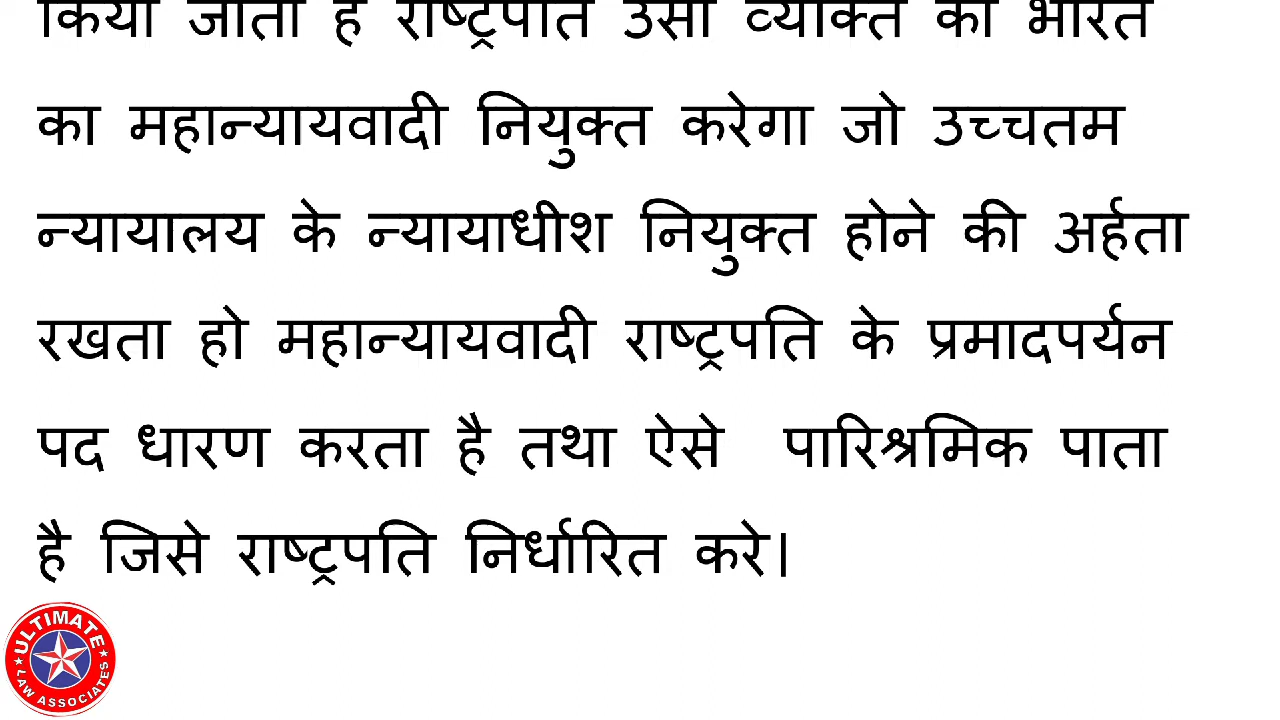 किया जाता है राष्ट्रपति उसी व्यक्ति को भारत
का महान्यायवादी नियुक्त करेगा जो उच्चतम
न्यायालय के न्यायाधीश नियुक्त होने की अर्हता
रखता हो महान्यायवादी राष्ट्रपति के प्रमादपर्यन
पद धारण करता है तथा ऐसे पारिश्रमिक पाता
है जिसे राष्ट्रपति निर्धारित करे।
ULTIMATE
LAW ASSOCIATES